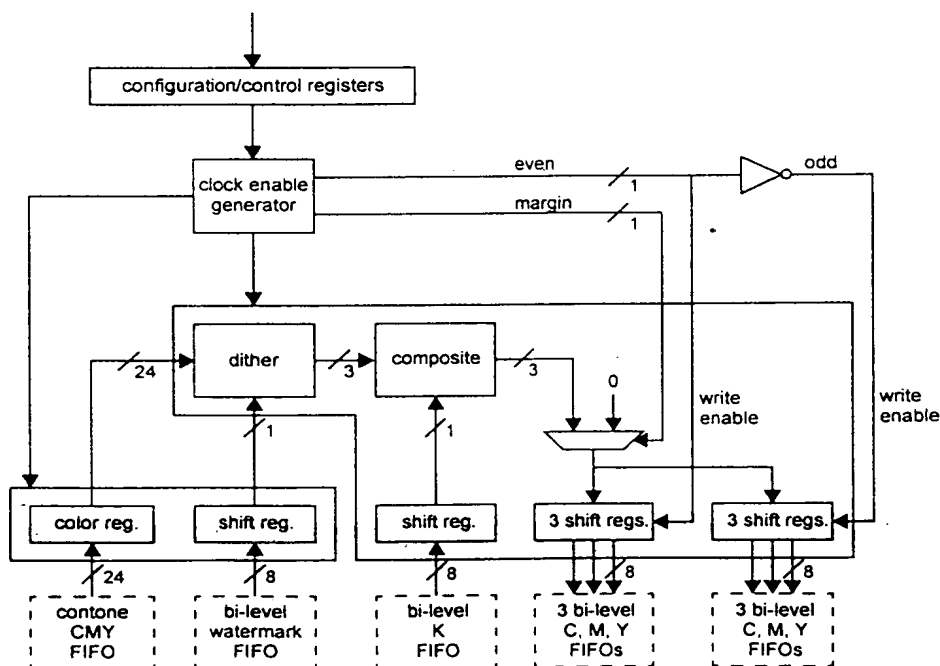 configuration/control registers
clock enable
generator
even
1
odd
margin
1
dither
24
3
composite
3
0
write
enable
write
enable
1
1
color reg.
shift reg.
shift reg.
3 shift regs.
3 shift regs.
24
8
8
8
8
contone
CMY
FIFO
bi-level
watermark
FIFO
bi-level
K
FIFO
3 bi-level
C, M, Y
FIFOs
3 bi-level
C, M, Y
FIFOs